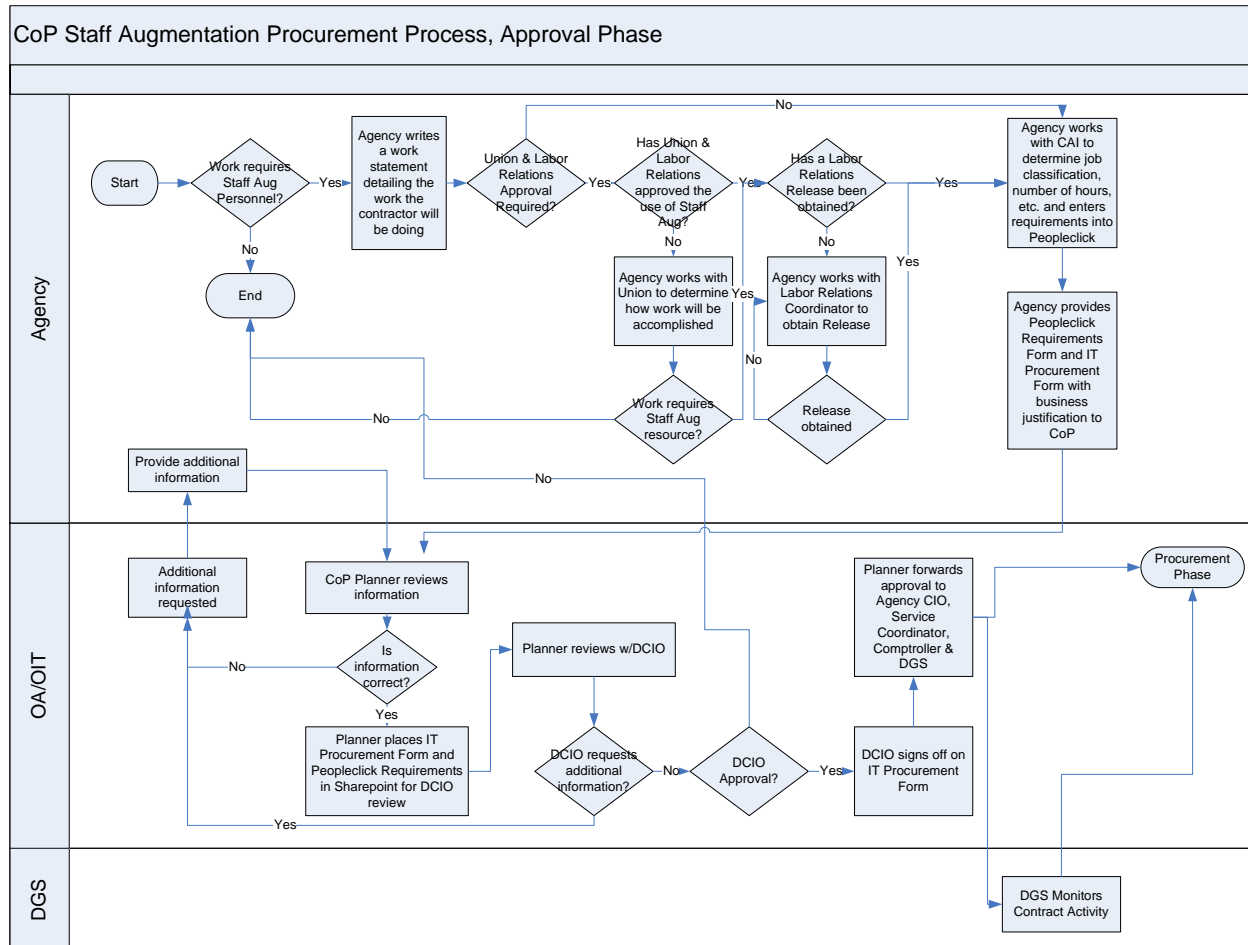 CoP Staff Augmentation Procurement Process, Approval Phase
Agency
Start
Work requires
Staff Aug
Personnel?
Yes
No
End
Agency writes
a work
statement
detailing the
work the
contractor will
be doing
Union & Labor
Relations
Approval
Required?
No
Yes
Has Union &
Labor
Relations
approved the
use of Staff
Aug?
Yes
No
Has a Labor
Relations
Release been
obtained?
Yes
No
Agency works
with CAI to
determine job
classification,
number of hours,
etc. and enters
requirements into
Peopleclick
Agency works with
Union to determine
how work will be
accomplished
Yes
Agency works with
Labor Relations
Coordinator to
obtain Release
Yes
No
Work requires
Staff Aug
resource?
No
Release
obtained
Agency provides
Peopleclick
Requirements
Form and IT
Procurement
Form with
business
justification to
CoP
Provide additional
information
No
OA/OIT
Additional
information
requested
CoP Planner reviews
information
Is
information
correct?
No
Yes
Planner places IT
Procurement Form and
Peopleclick Requirements
in Sharepoint for DCIO
review
Planner reviews w/DCIO
DCIO requests
additional
information?
Yes
No
DCIO
Approval?
Yes
DCIO signs off on
IT Procurement
Form
Planner forwards
approval to
Agency CIO,
Service
Coordinator,
Comptroller &
DGS
Procurement
Phase
DGS
DGS Monitors
Contract Activity